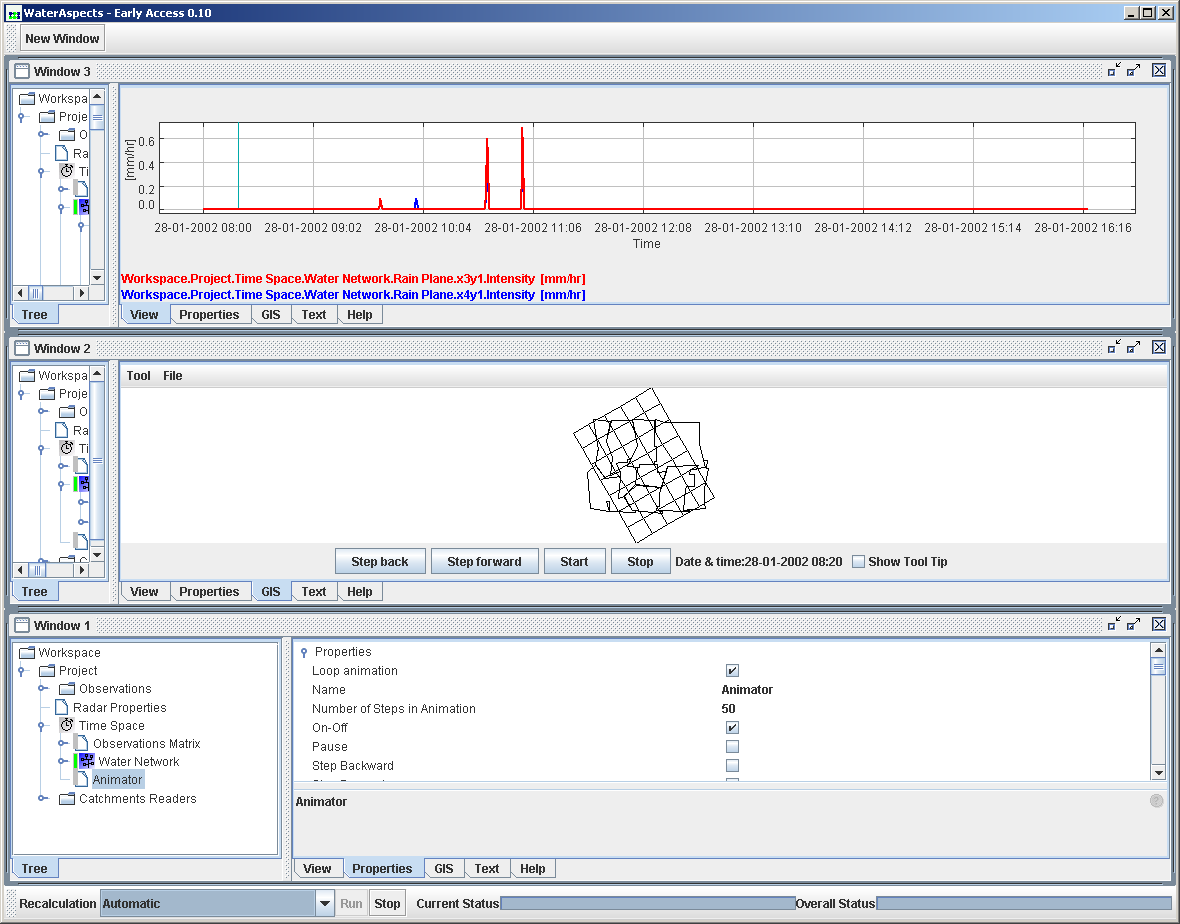 WaterAspects - Early Access 0.10
New Window
Window 3
Workspa
Proje
O
Ra
Ti
Tree
[mm/hr]
0.6
0.4
0.2
0.0
28-01-2002 08:00 28-01-2002 09:02 28-01-2002 10:04 28-01-2002 11:06 28-01-2002 12:08 28-01-2002 13:10 28-01-2002 14:12 28-01-2002 15:14 28-01-2002 16:16
Time
Workspace.Project.Time Space.Water Network.Rain Plane.x3y1.Intensity [mm/hr]
Workspace.Project.Time Space.Water Network.Rain Plane.x4y1.Intensity [mm/hr]
View Properties GIS Text Help
Window 2
Workspa
Proje
O
Ra
Ti
C
Tree
Tool File
Step back Step forward Start Stop Date & time:28-01-2002 08:20 Show Tool Tip
View Properties GIS Text Help
Window 1
Workspace
Project
Observations
Radar Properties
Time Space
Observations Matrix
Water Network
Animator
Catchments Readers
Tree
Properties
Loop animation
Name Animator
Number of Steps in Animation 50
On-Off
Pause
Step Backward
Animator
View Properties GIS Text Help
Recalculation Automatic Run Stop Current Status Overall Status